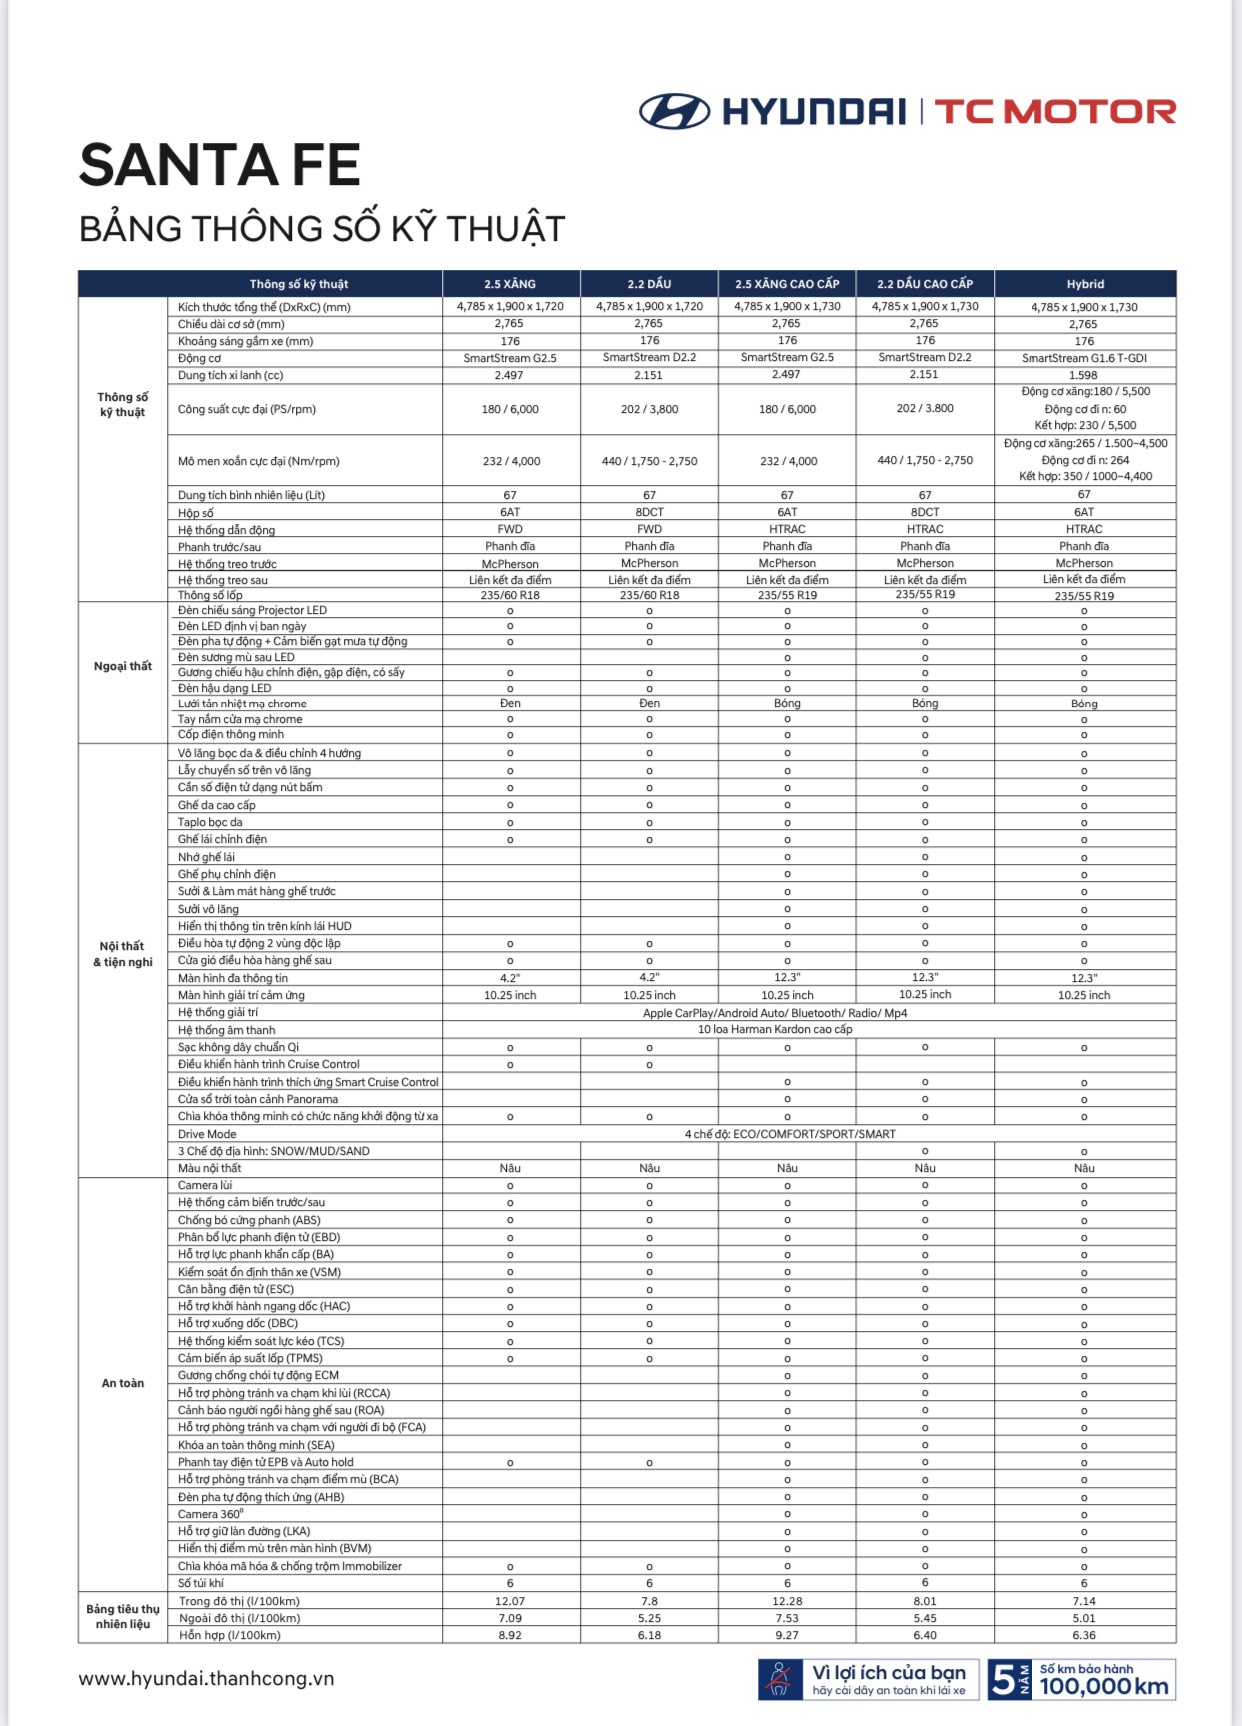 HYUNDAI | TC MOTOR
SANTA FE
BẢNG THÔNG SỐ KỸ THUẬT
Thông số kỹ thuật 2.5 XĂNG 2.2 DẦU 2.5 XĂNG CAO CẤP 2.2 DẦU CAO CẤP Hybrid
Thông số kỹ thuật
Kích thước tổng thể (DxRxC) (mm) 4,785 x 1,900 x 1,720 4,785 x 1,900 x 1,720 4,785 x 1,900 x 1,730 4,785 x 1,900 x 1,730 4,785 x 1,900 x 1,730
Chiều dài cơ sở (mm) 2,765 2,765 2,765 2,765 2,765
Khoảng sáng gầm xe (mm) 176 176 176 176 176
Động cơ SmartStream G2.5 SmartStream D2.2 SmartStream G2.5 SmartStream D2.2 SmartStream G1.6 T-GDI
Dung tích xi lanh (cc) 2.497 2.151 2.497 2.151 1.598
Công suất cực đại (PS/rpm) 180 / 6,000 202 / 3,800 180 / 6,000 202 / 3.800 Động cơ xăng:180 / 5,500
Động cơ đi n: 60
Kết hợp: 230 / 5,500
Mô men xoắn cực đại (Nm/rpm) 232 / 4,000 440 / 1,750 - 2,750 232 / 4,000 440 / 1,750 - 2,750 Động cơ xăng:265 / 1.500~4,500
Động cơ đi n: 264
Kết hợp: 350 / 1000~4,400
Dung tích bình nhiên liệu (Lít) 67 67 67 67 67
Hộp số 6AT 8DCT 6AT 8DCT 6AT
Hệ thống dẫn động FWD FWD HTRAC HTRAC HTRAC
Phanh trước/sau Phanh đĩa Phanh đĩa Phanh đĩa Phanh đĩa Phanh đĩa
Hệ thống treo trước McPherson McPherson McPherson McPherson McPherson
Hệ thống treo sau Liên kết đa điểm Liên kết đa điểm Liên kết đa điểm Liên kết đa điểm Liên kết đa điểm
Thông số lốp 235/60 R18 235/60 R18 235/55 R19 235/55 R19 235/55 R19
Ngoại thất
Đèn chiếu sáng Projector LED o o o o o
Đèn LED định vị ban ngày o o o o o
Đèn pha tự động + Cảm biến gạt mưa tự động o o o o o
Đèn sương mù sau LED o o o
Gương chiếu hậu chỉnh điện, gập điện, có sấy o o o o o
Đèn hậu dạng LED o o o o o
Lưới tản nhiệt mạ chrome Đen Đen Bóng Bóng Bóng
Tay nắm cửa mạ chrome o o o o o
Cốp điện thông minh o o o o o
Nội thất & tiện nghi
Vô lăng bọc da & điều chỉnh 4 hướng o o o o o
Lẫy chuyển số trên vô lăng o o o o o
Cần số điện tử dạng nút bấm o o o o o
Ghế da cao cấp o o o o o
Taplo bọc da o o o o o
Ghế lái chỉnh điện o o o o o
Nhớ ghế lái o o o
Ghế phụ chỉnh điện o o o
Sưởi & Làm mát hàng ghế trước o o o
Sưởi vô lăng o o o
Hiển thị thông tin trên kính lái HUD o o o
Điều hòa tự động 2 vùng độc lập o o o o o
Cửa gió điều hòa hàng ghế sau o o o o o
Màn hình đa thông tin 4.2" 4.2" 12.3" 12.3" 12.3"
Màn hình giải trí cảm ứng 10.25 inch 10.25 inch 10.25 inch 10.25 inch 10.25 inch
Hệ thống giải trí Apple CarPlay/Android Auto/ Bluetooth/ Radio/ Mp4
Hệ thống âm thanh 10 loa Harman Kardon cao cấp
Sạc không dây chuẩn Qi o o o o o
Điều khiển hành trình Cruise Control o o
Điều khiển hành trình thích ứng Smart Cruise Control o o o
Cửa sổ trời toàn cảnh Panorama o o o
Chìa khóa thông minh có chức năng khởi động từ xa o o o o o
Drive Mode 4 chế độ: ECO/COMFORT/SPORT/SMART
3 Chế độ địa hình: SNOW/MUD/SAND o o
Màu nội thất Nâu Nâu Nâu Nâu Nâu
An toàn
Camera lùi o o o o o
Hệ thống cảm biến trước/sau o o o o o
Chống bó cứng phanh (ABS) o o o o o
Phân bổ lực phanh điện tử (EBD) o o o o o
Hỗ trợ lực phanh khẩn cấp (BA) o o o o o
Kiểm soát ổn định thân xe (VSM) o o o o o
Cân bằng điện tử (ESC) o o o o o
Hỗ trợ khởi hành ngang dốc (HAC) o o o o o
Hỗ trợ xuống dốc (DBC) o o o o o
Hệ thống kiểm soát lực kéo (TCS) o o o o o
Cảm biến áp suất lốp (TPMS) o o o o o
Gương chống chói tự động ECM o o o
Hỗ trợ phòng tránh va chạm khi lùi (RCCA) o o o
Cảnh báo người ngồi hàng ghế sau (ROA) o o o
Hỗ trợ phòng tránh va chạm với người đi bộ (FCA) o o o
Khóa an toàn thông minh (SEA) o o o
Phanh tay điện tử EPB và Auto hold o o o o o
Hỗ trợ phòng tránh va chạm điểm mù (BCA) o o o
Đèn pha tự động thích ứng (AHB) o o o
Camera 360⁰ o o o
Hỗ trợ giữ làn đường (LKA) o o o
Hiển thị điểm mù trên màn hình (BVM) o o o
Chìa khóa mã hóa & chống trộm Immobilizer o o o o o
Số túi khí 6 6 6 6 6
Bảng tiêu thụ nhiên liệu
Trong đô thị (l/100km) 12.07 7.8 12.28 8.01 7.14
Ngoài đô thị (l/100km) 7.09 5.25 7.53 5.45 5.01
Hỗn hợp (l/100km) 8.92 6.18 9.27 6.40 6.36
www.hyundai.thanhcong.vn
Vì lợi ích của bạn
hãy cài dây an toàn khi lái xe
5 NĂM
Số km bảo hành
100,000 km